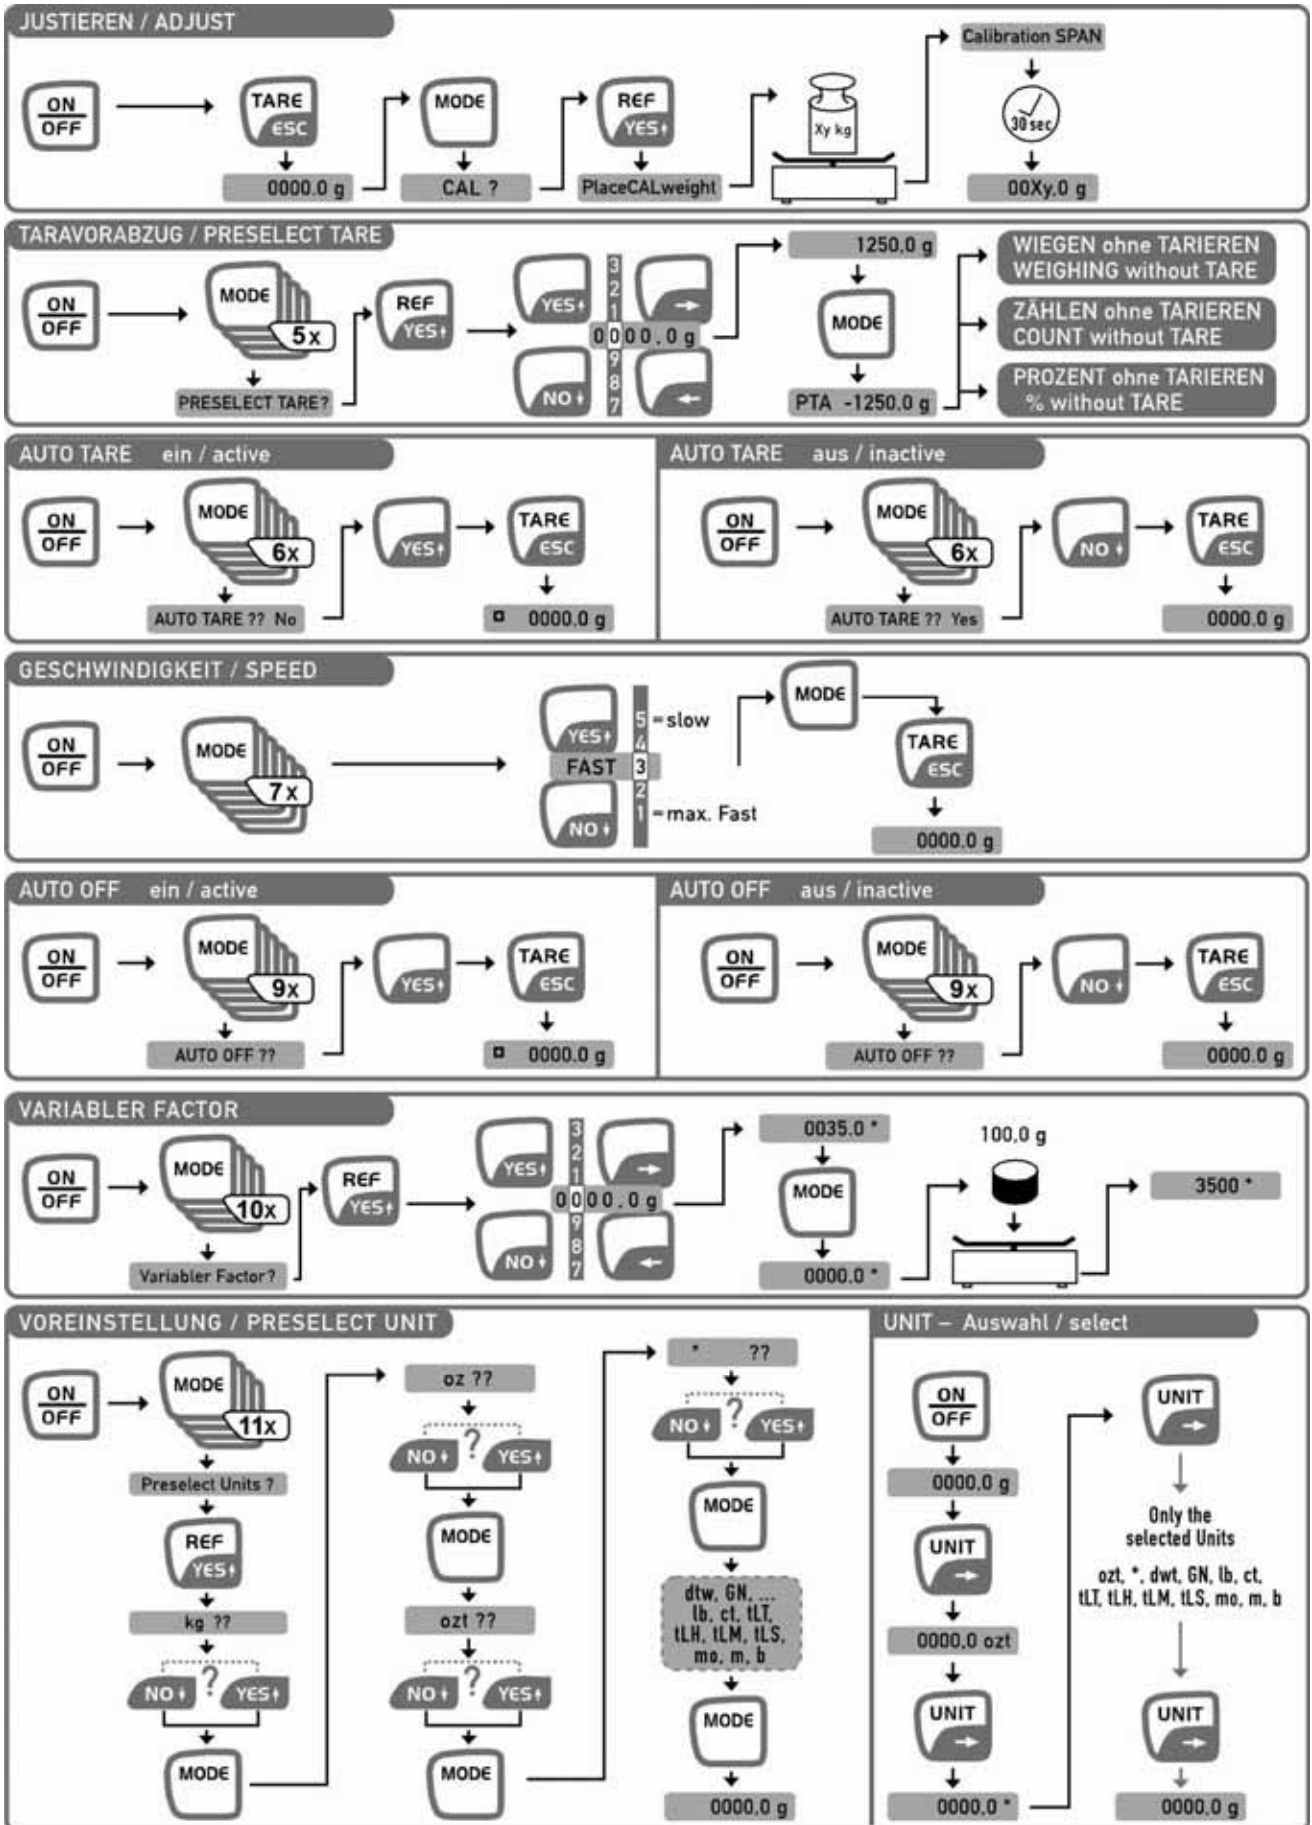 JUSTIEREN / ADJUST
ON
OFF
TARE
ESC
0000.0 g
MODE
CAL ?
REF
YES
PlaceCALweight
Xy kg
Calibration SPAN
30 sec
00Xy,0 g
TARAVORABZUG / PRESELECT TARE
ON
OFF
MODE
5x
PRESELECT TARE?
REF
YES
YES
NO
3
2
1
0000,0 g
9
8
7
1250,0 g
MODE
PTA -1250,0 g
WIEGEN ohne TARIEREN
WEIGHING without TARE
ZÄHLEN ohne TARIEREN
COUNT without TARE
PROZENT ohne TARIEREN
% without TARE
AUTO TARE ein / active
ON
OFF
MODE
6x
AUTO TARE ?? No
YES
TARE
ESC
0000,0 g
AUTO TARE aus / inactive
ON
OFF
MODE
6x
AUTO TARE ?? Yes
NO
TARE
ESC
0000,0 g
GESCHWINDIGKEIT / SPEED
ON
OFF
MODE
7x
YES
5 = slow
4
FAST 3
2
1 = max. Fast
NO
MODE
TARE
ESC
0000,0 g
AUTO OFF ein / active
ON
OFF
MODE
9x
AUTO OFF ??
YES
TARE
ESC
0000.0 g
AUTO OFF aus / inactive
ON
OFF
MODE
9x
AUTO OFF ??
NO
TARE
ESC
0000.0 g
VARIABLER FACTOR
ON
OFF
MODE
10x
Variabler Factor?
REF
YES
YES
NO
3
2
1
0000,0 g
9
8
7
0035.0 *
MODE
0000.0 *
100,0 g
3500 *
VOREINSTELLUNG / PRESELECT UNIT
ON
OFF
MODE
11x
Preselect Units ?
REF
YES
kg ??
NO ? YES
MODE
oz ??
NO ? YES
MODE
ozt ??
NO ? YES
MODE
* ??
NO ? YES
MODE
dtw, GN, ...
lb, ct, tLT,
tLH, tLM, tLS,
mo, m, b
MODE
0000,0 g
UNIT – Auswahl / select
ON
OFF
0000,0 g
UNIT
0000,0 ozt
UNIT
0000,0 *
UNIT
Only the
selected Units
ozt, *, dwt, GN, lb, ct,
tLT, tLH, tLM, tLS, mo, m, b
UNIT
0000,0 g